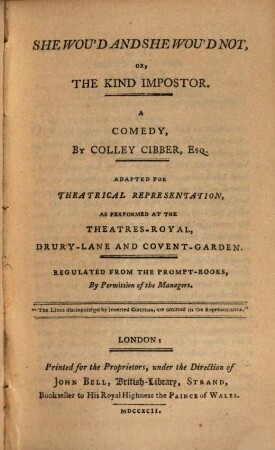 SHE WOU'D AND SHE WOU'D NOT,
OR,
THE KIND IMPOSTOR.
A
COMEDY,
BY COLLEY CIBBER, ESQ.
ADAPTED FOR
THEATRICAL REPRESENTATION,
AS PERFORMED AT THE
THEATRES-ROYAL,
DRURY-LANE AND COVENT-GARDEN.
REGULATED FROM THE PROMPT-BOOKS,
By Permission of the Managers.
"The Lines distinguished by inverted Commas, are omitted in the Representation."
LONDON:
Printed for the Proprietors, under the Direction of
JOHN BELL, British-Library, STRAND,
Bookseller to His Royal Highness the PRINCE of WALES.
MDCCXCII.